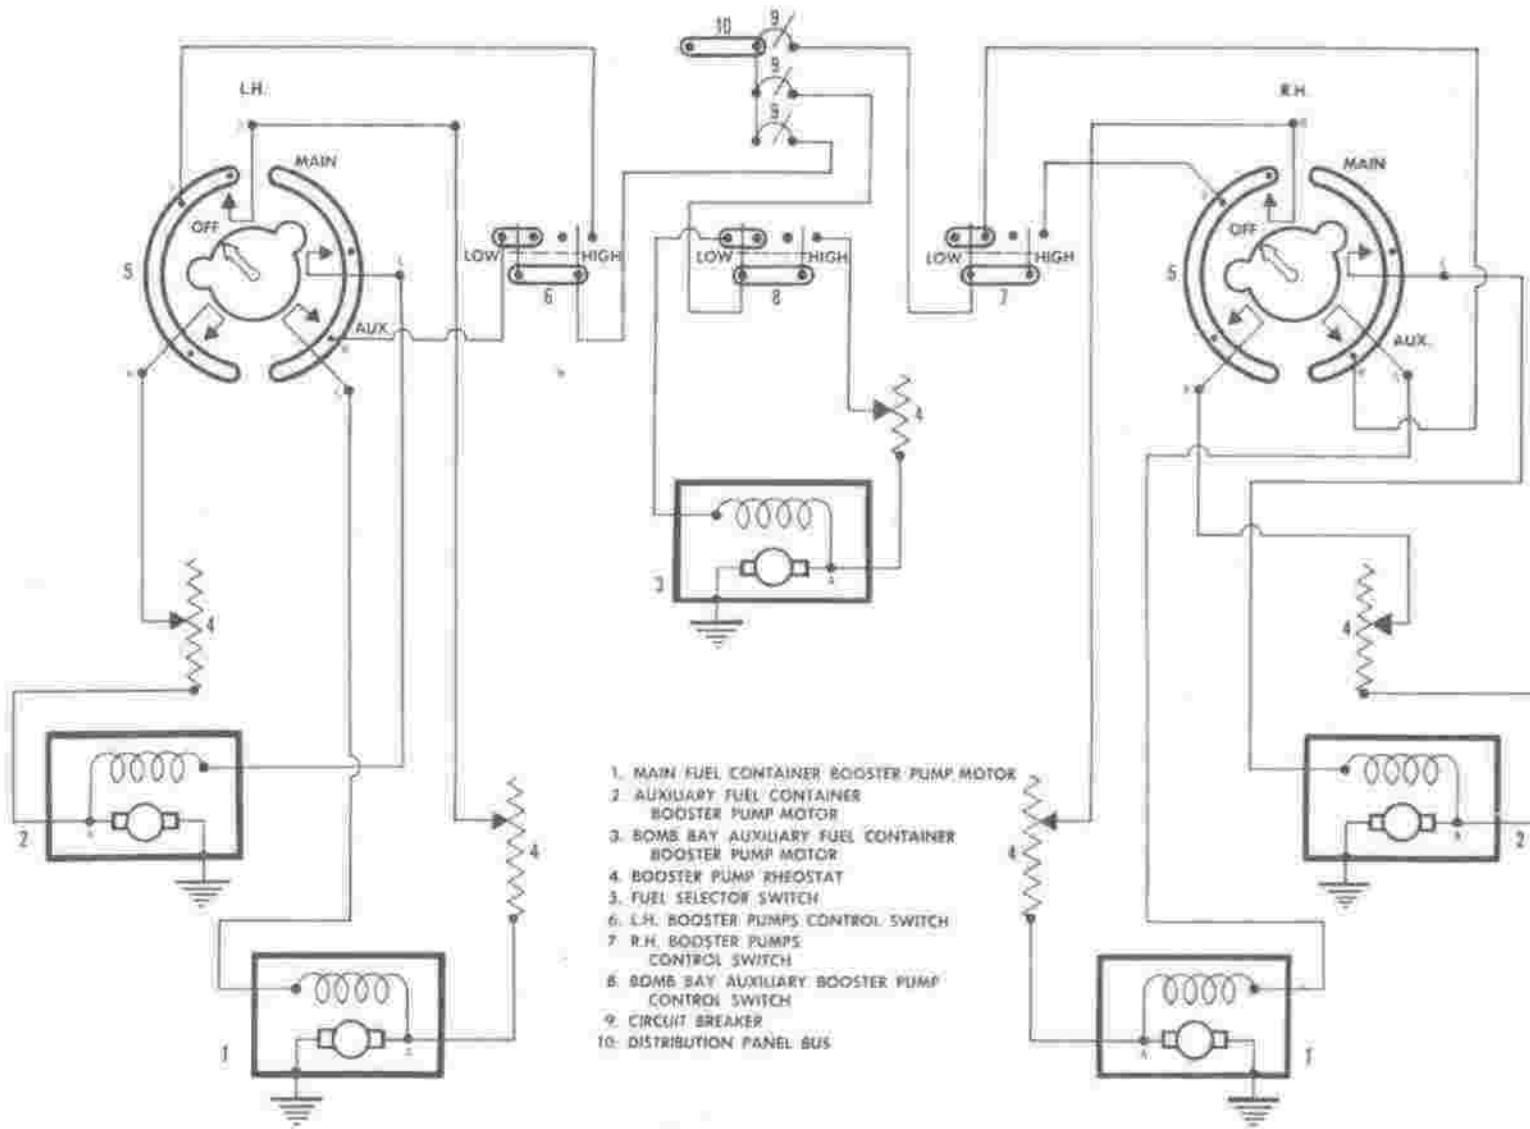 10
9
9
9
L.H.
R.H.
MAIN
MAIN
OFF
OFF
5
5
LOW
HIGH
LOW
HIGH
LOW
HIGH
6
8
7
AUX.
AUX.
4
3
4
4
2
4
4
2
1
1
1. MAIN FUEL CONTAINER BOOSTER PUMP MOTOR
2. AUXILIARY FUEL CONTAINER
BOOSTER PUMP MOTOR
3. BOMB BAY AUXILIARY FUEL CONTAINER
BOOSTER PUMP MOTOR
4. BOOSTER PUMP RHEOSTAT
5. FUEL SELECTOR SWITCH
6. L.H. BOOSTER PUMPS CONTROL SWITCH
7. R.H. BOOSTER PUMPS
CONTROL SWITCH
8. BOMB BAY AUXILIARY BOOSTER PUMP
CONTROL SWITCH
9. CIRCUIT BREAKER
10. DISTRIBUTION PANEL BUS